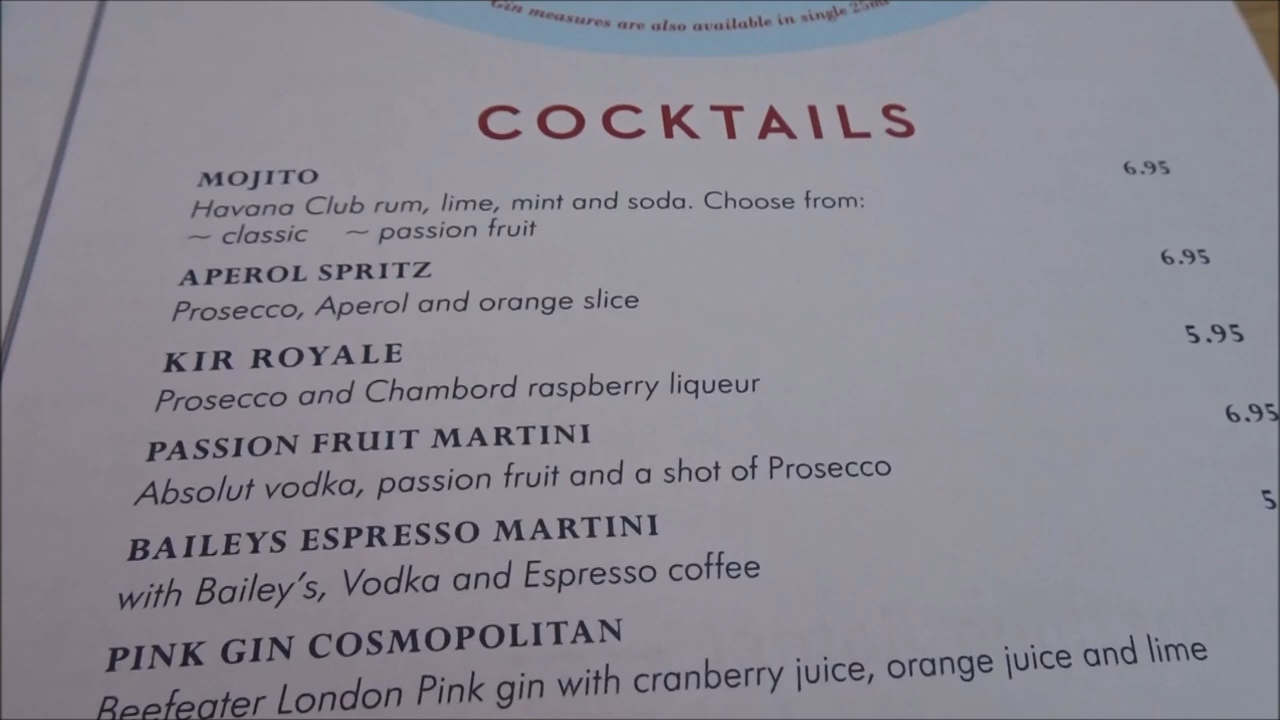 Gin measures are also available in single 25ml
COCKTAILS
MOJITO 6.95
Havana Club rum, lime, mint and soda. Choose from:
~ classic ~ passion fruit
APEROL SPRITZ 6.95
Prosecco, Aperol and orange slice
KIR ROYALE 5.95
Prosecco and Chambord raspberry liqueur
PASSION FRUIT MARTINI 6.95
Absolut vodka, passion fruit and a shot of Prosecco
BAILEYS ESPRESSO MARTINI 5
with Bailey's, Vodka and Espresso coffee
PINK GIN COSMOPOLITAN
Beefeater London Pink gin with cranberry juice, orange juice and lime